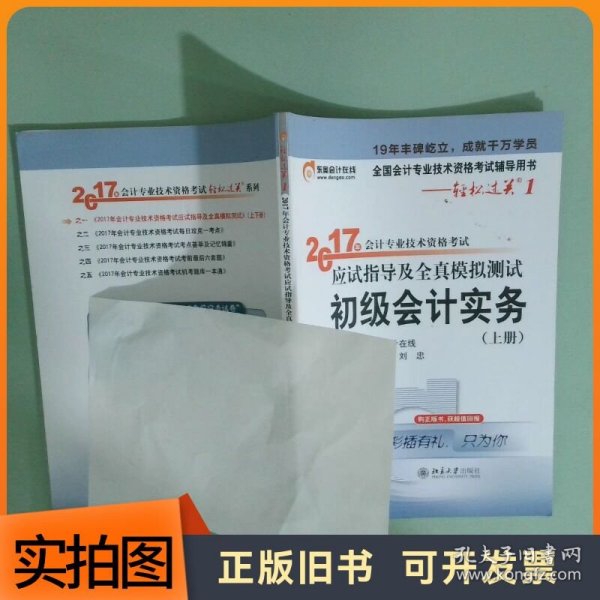 2017年会计专业技术资格考试轻松过关系列
之一 《2017年会计专业技术资格考试应试指导及全真模拟测试》(上下册)
之二 《2017年会计专业技术资格考试每日攻克一考点》
之三 《2017年会计专业技术资格考试考点荟萃及记忆锦囊》
之四 《2017年会计专业技术资格考试考前最后六套题》
之五 《2017年会计专业技术资格考试机考题库一本通》
轻松过关1
2017年会计专业技术资格考试应试指导及全真
东奥会计在线
www.dongao.com
19年丰碑屹立,成就千万学员
全国会计专业技术资格考试辅导用书
——轻松过关1
2017年会计专业技术资格考试
应试指导及全真模拟测试
初级会计实务
(上册)
计在线
刘 忠
购正版书,获超值回报
彩插有礼,只为你
北京大学出版社
实拍图
正版旧书 可开发票
孔夫子旧书网
www.kongfz.com